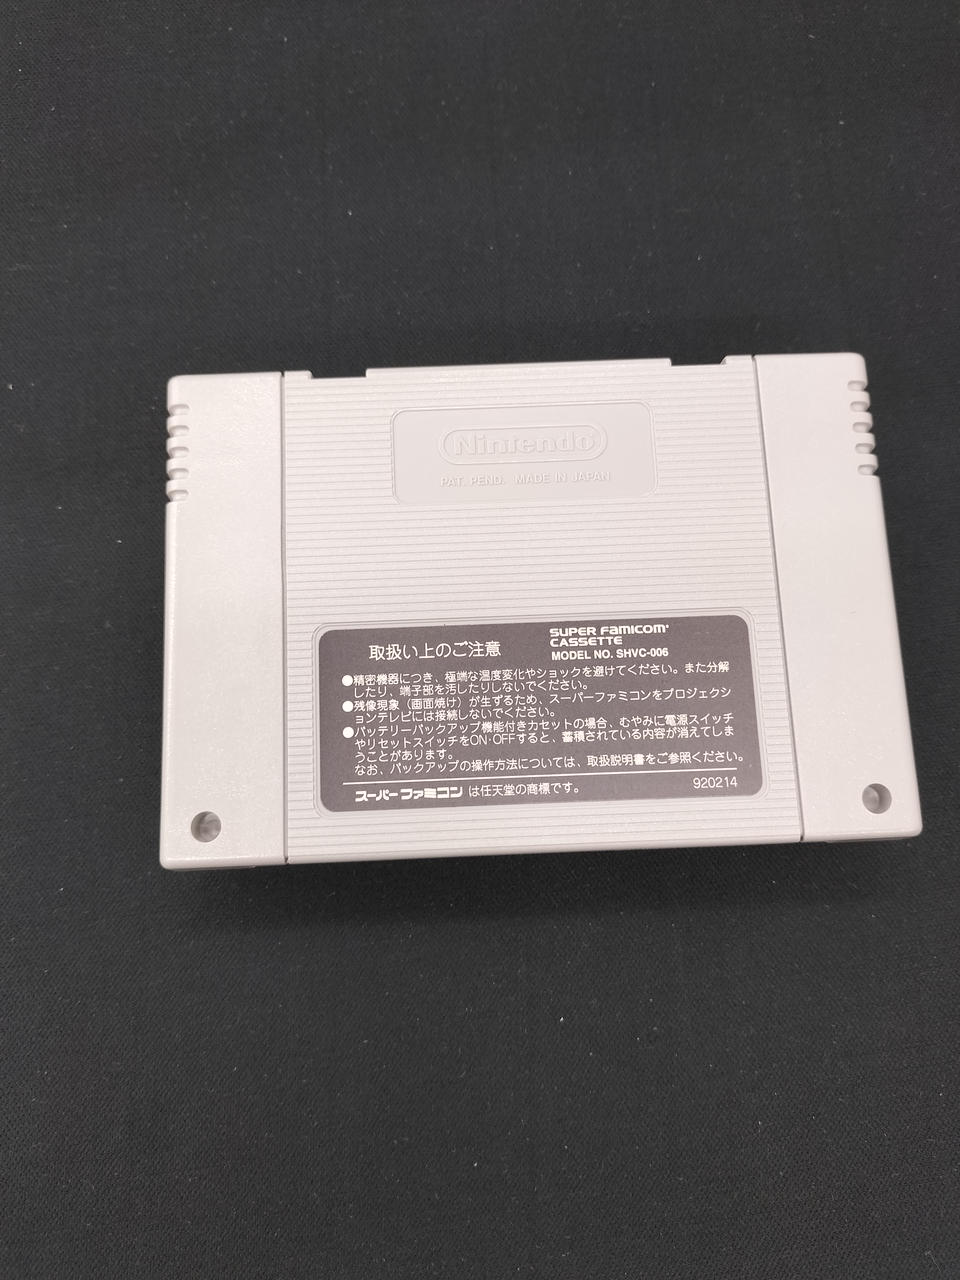 Nintendo
PAT. PEND. MADE IN JAPAN
取扱い上のご注意
SUPER FAMICOM
CASSETTE
MODEL NO. SHVC-006
●精密機器につき、極端な温度変化やショックを避けてください。また分解
したり、端子部を汚したりしないでください。
●残像現象（画面焼け）が生ずるため、スーパーファミコンをプロジェクシ
ョンテレビには接続しないでください。
●バッテリーバックアップ機能付きカセットの場合、むやみに電源スイッチ
やリセットスイッチをON·OFFすると、蓄積されている内容が消えてしま
うことがあります。
なお、バックアップの操作方法については、取扱説明書をご参照ください。
スーパーファミコン は任天堂の商標です。
920214